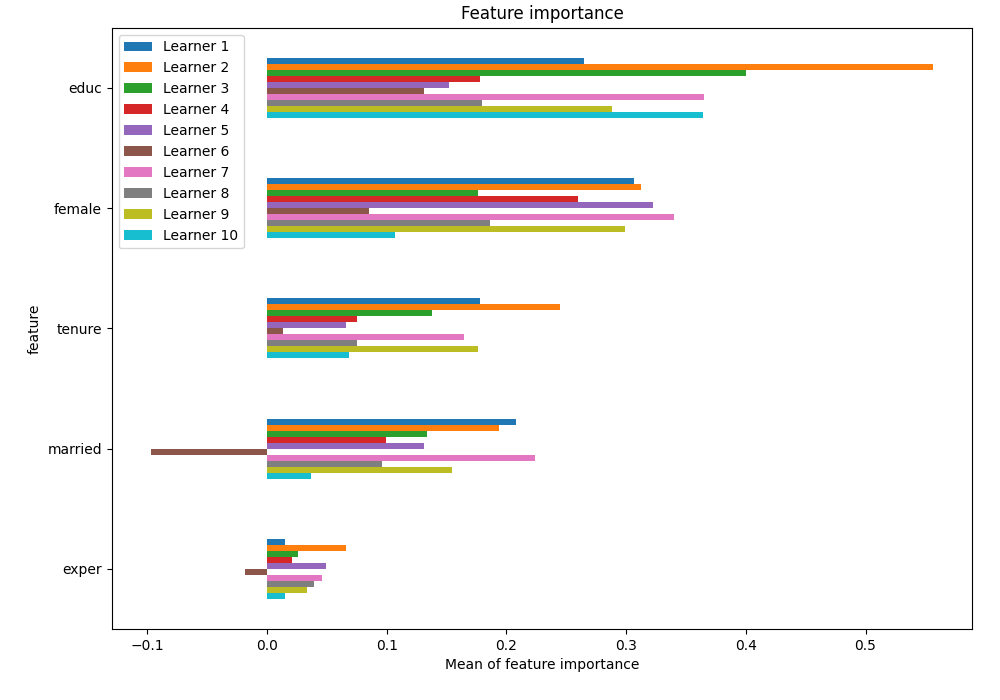 Feature importance
Learner 1
Learner 2
Learner 3
Learner 4
Learner 5
Learner 6
Learner 7
Learner 8
Learner 9
Learner 10
educ
female
tenure
married
exper
feature
−0.1 0.0 0.1 0.2 0.3 0.4 0.5
Mean of feature importance